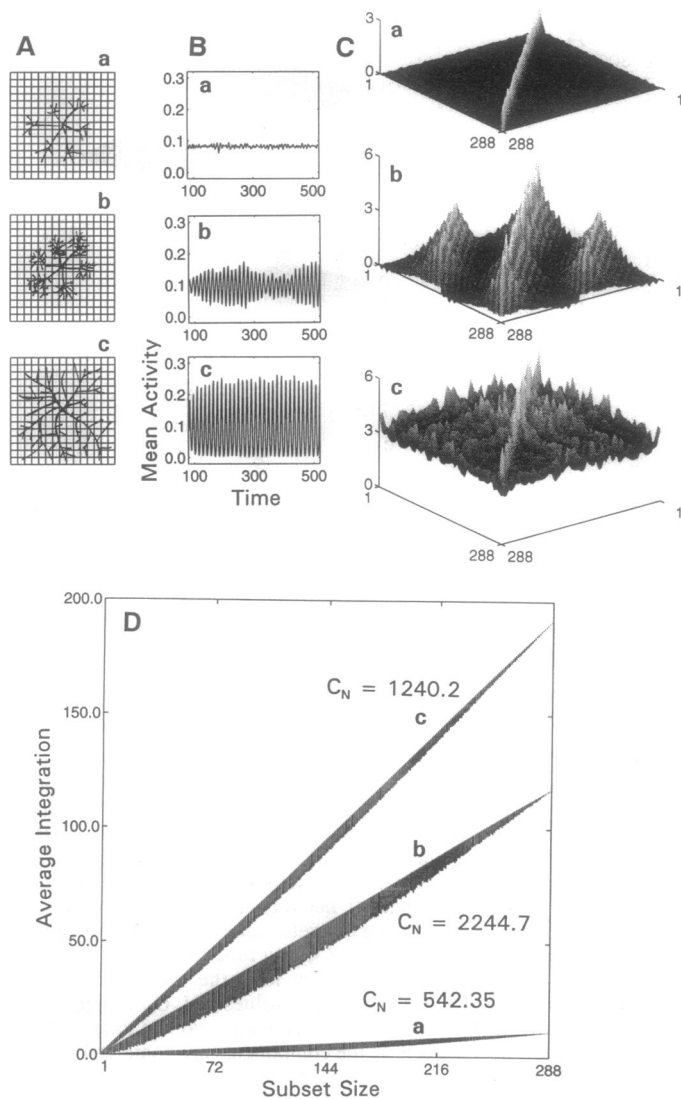 A
a
b
c
B
a
0.3
0.2
0.1
0.0
100 300 500
b
0.3
0.2
0.1
0.0
100 300 500
c
0.3
0.2
0.1
0.0
100 300 500
Mean Activity
Time
C
a
3
0
1
1
288 288
b
6
3
0
1
1
288 288
c
6
3
0
1
1
288 288
D
200.0
150.0
100.0
50.0
0.0
Average Integration
C_N = 1240.2
c
b
C_N = 2244.7
C_N = 542.35
a
1 72 144 216 288
Subset Size